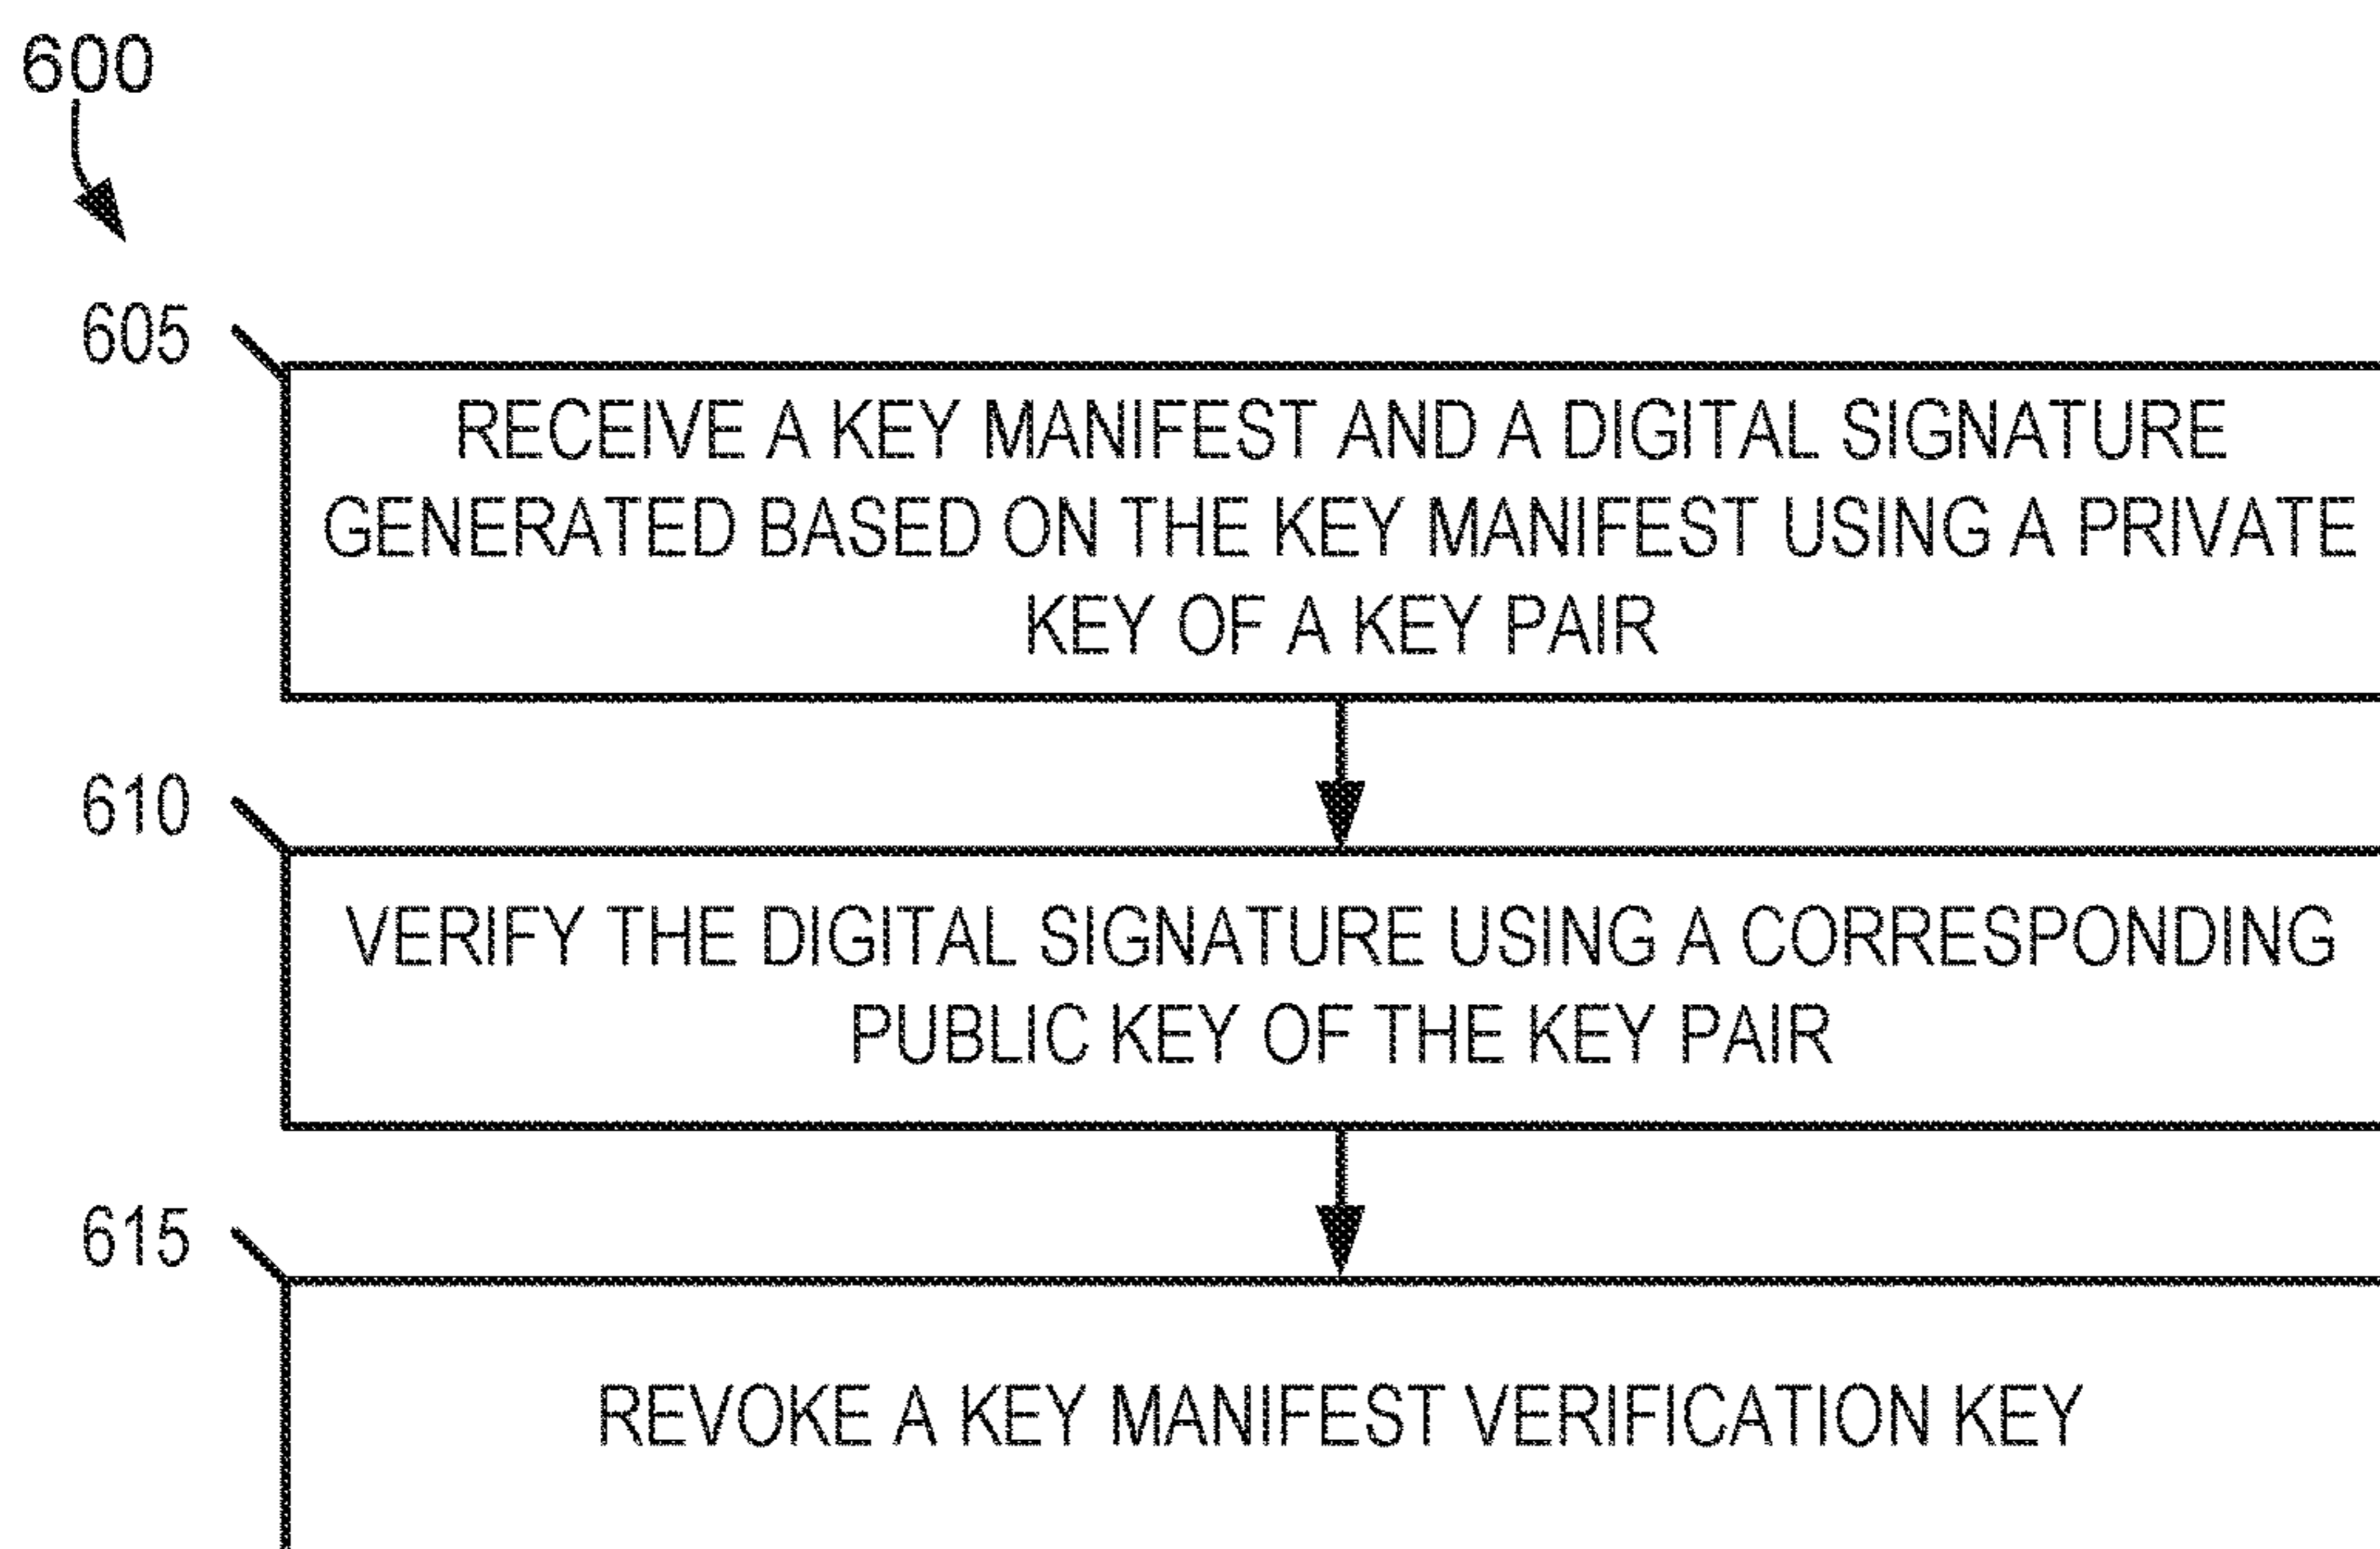 600
605
RECEIVE A KEY MANIFEST AND A DIGITAL SIGNATURE
GENERATED BASED ON THE KEY MANIFEST USING A PRIVATE
KEY OF A KEY PAIR
610
VERIFY THE DIGITAL SIGNATURE USING A CORRESPONDING
PUBLIC KEY OF THE KEY PAIR
615
REVOKE A KEY MANIFEST VERIFICATION KEY